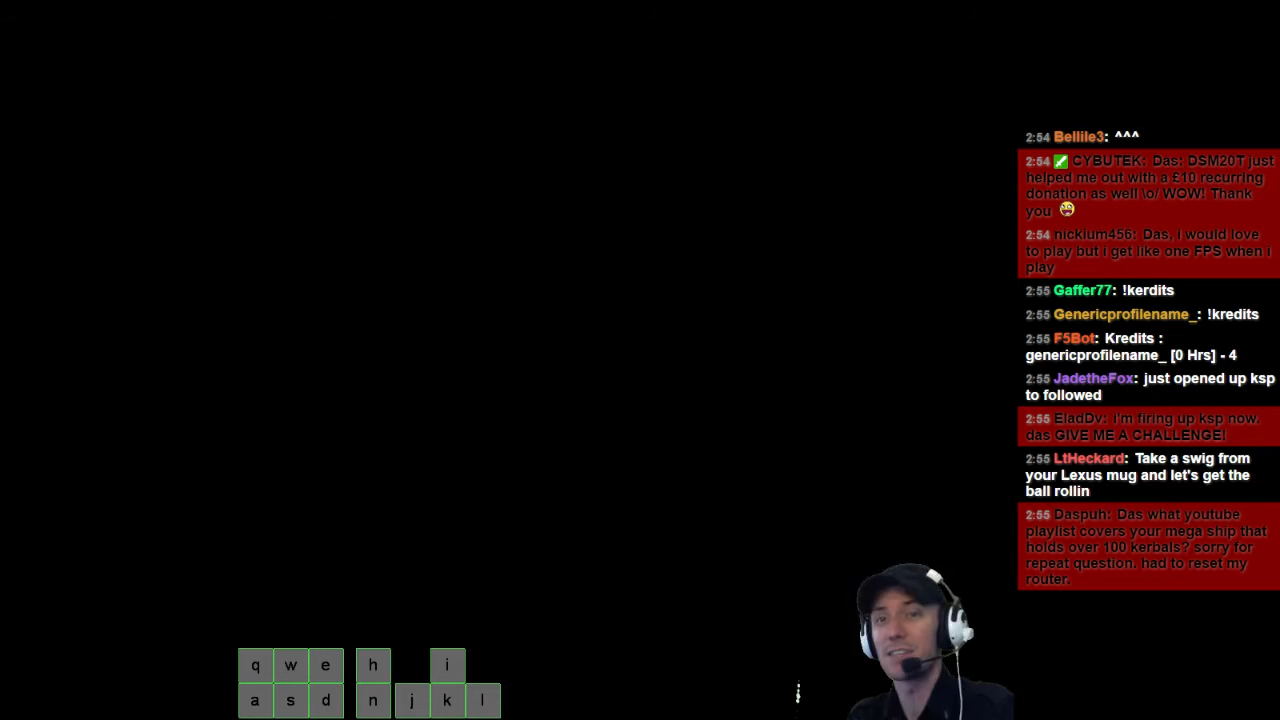 2:54 Bellile3: ^^^
2:54 CYBUTEK: Das: DSM20T just
helped me out with a £10 recurring
donation as well \o/ WOW! Thank
you
2:54 nickium456: Das, i would love
to play but i get like one FPS when i
play
2:55 Gaffer77: !kerdits
2:55 Genericprofilename_: !kredits
2:55 F5Bot: Kredits :
genericprofilename_ [0 Hrs] - 4
2:55 JadetheFox: just opened up ksp
to followed
2:55 EladDv: I'm firing up ksp now.
das GIVE ME A CHALLENGE!
2:55 LtHeckard: Take a swig from
your Lexus mug and let's get the
ball rollin
2:55 Daspuh: Das what youtube
playlist covers your mega ship that
holds over 100 kerbals? sorry for
repeat question. had to reset my
router.
q w e h i
a s d n j k l